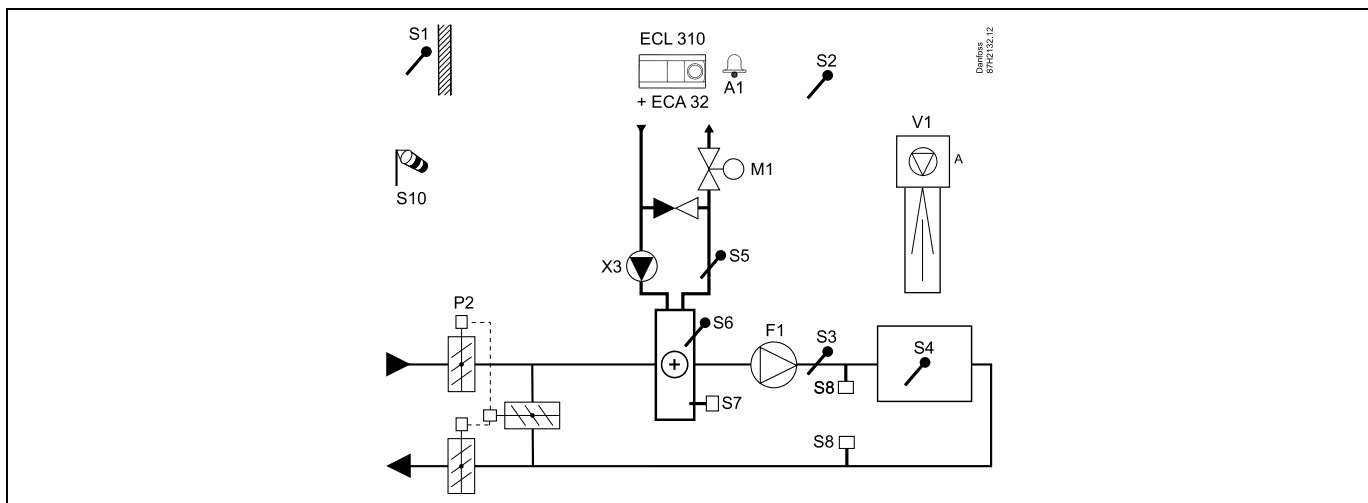 S1
ECL 310
A1
+ ECA 32
S2
Danfoss
87H2132.12
V1
A
S10
M1
X3
S5
P2
S6
F1
S3
S4
S8
S7
S8